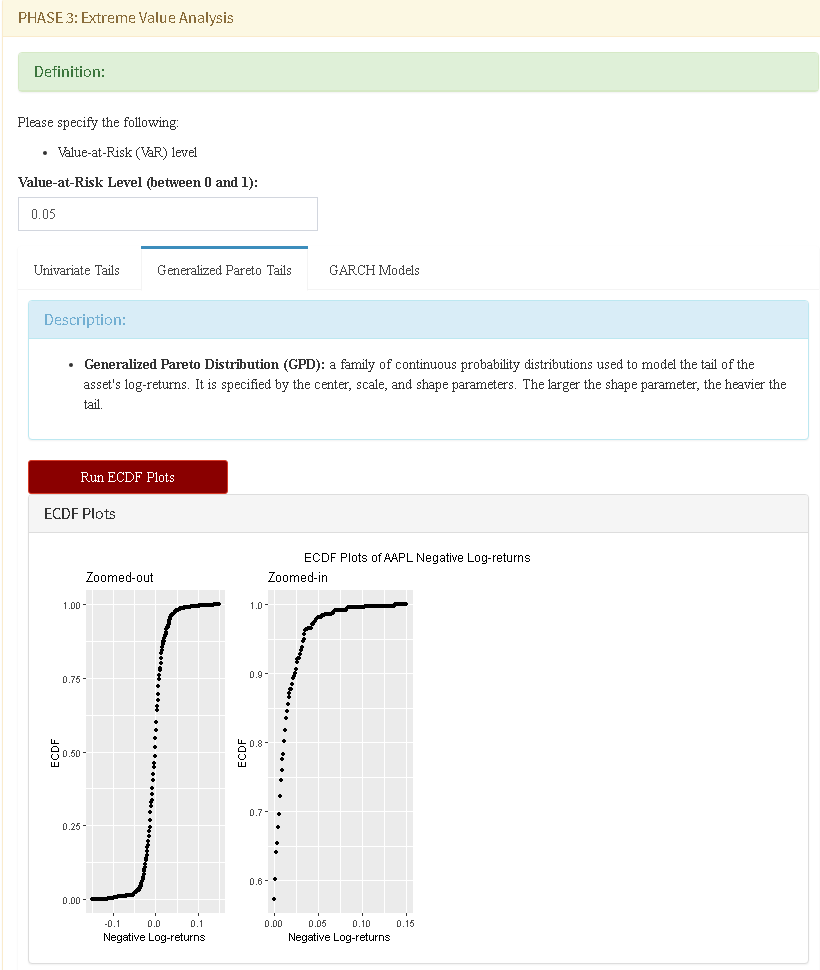 PHASE 3: Extreme Value Analysis
Definition:
Please specify the following:
• Value-at-Risk (VaR) level
Value-at-Risk Level (between 0 and 1):
0.05
Univariate Tails
Generalized Pareto Tails
GARCH Models
Description:
• Generalized Pareto Distribution (GPD): a family of continuous probability distributions used to model the tail of the
asset's log-returns. It is specified by the center, scale, and shape parameters. The larger the shape parameter, the heavier the
tail.
Run ECDF Plots
ECDF Plots
ECDF Plots of AAPL Negative Log-returns
Zoomed-out
1.00
0.75
0.50
0.25
0.00
ECDF
-0.1 0.0 0.1
Negative Log-returns
Zoomed-in
1.0
0.9
0.8
0.7
0.6
ECDF
0.00 0.05 0.10 0.15
Negative Log-returns